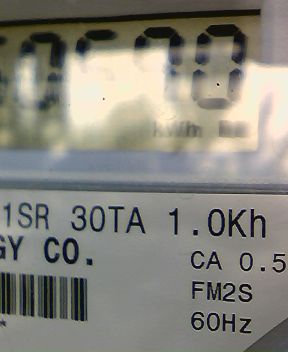 kWh
1SR 30TA 1.0Kh
GY CO.
CA 0.5
FM2S
60Hz